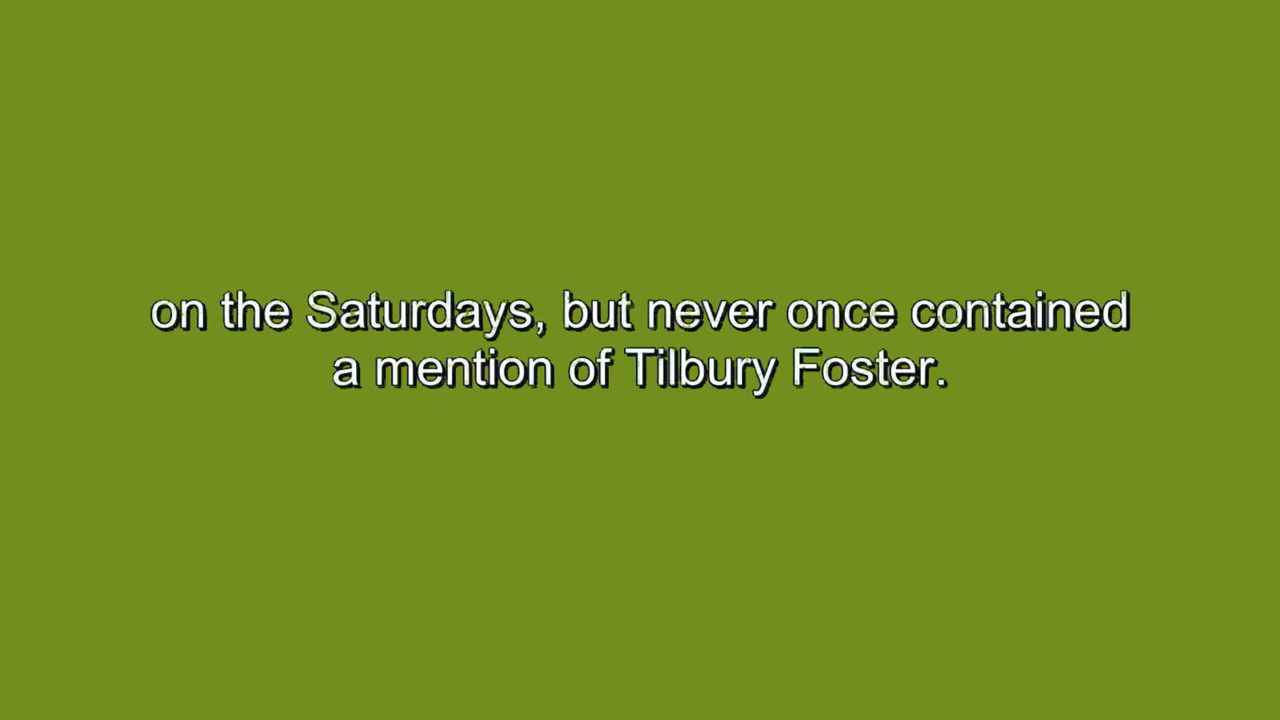 on the Saturdays, but never once contained
a mention of Tilbury Foster.